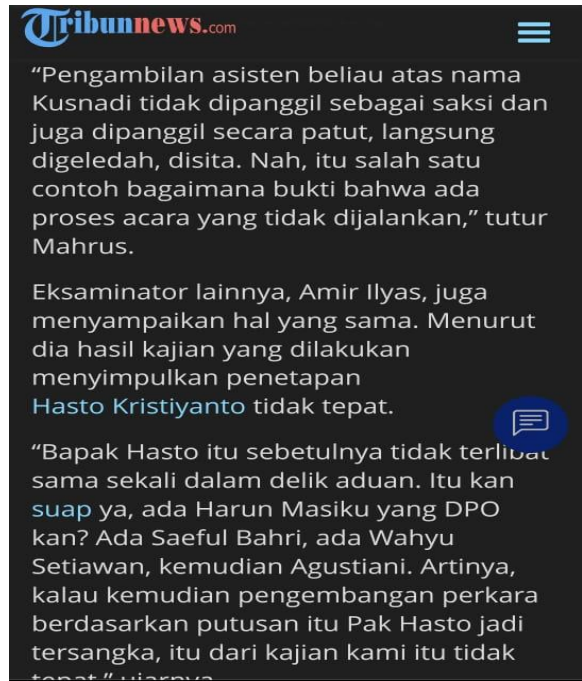 Tribunnews.com
“Pengambilan asisten beliau atas nama
Kusnadi tidak dipanggil sebagai saksi dan
juga dipanggil secara patut, langsung
digeledah, disita. Nah, itu salah satu
contoh bagaimana bukti bahwa ada
proses acara yang tidak dijalankan,” tutur
Mahrus.
Eksaminator lainnya, Amir Ilyas, juga
menyampaikan hal yang sama. Menurut
dia hasil kajian yang dilakukan
menyimpulkan penetapan
Hasto Kristiyanto tidak tepat.
“Bapak Hasto itu sebetulnya tidak terlibat
sama sekali dalam delik aduan. Itu kan
suap ya, ada Harun Masiku yang DPO
kan? Ada Saeful Bahri, ada Wahyu
Setiawan, kemudian Agustiani. Artinya,
kalau kemudian pengembangan perkara
berdasarkan putusan itu Pak Hasto jadi
tersangka, itu dari kajian kami itu tidak
tepat,” ujarnya